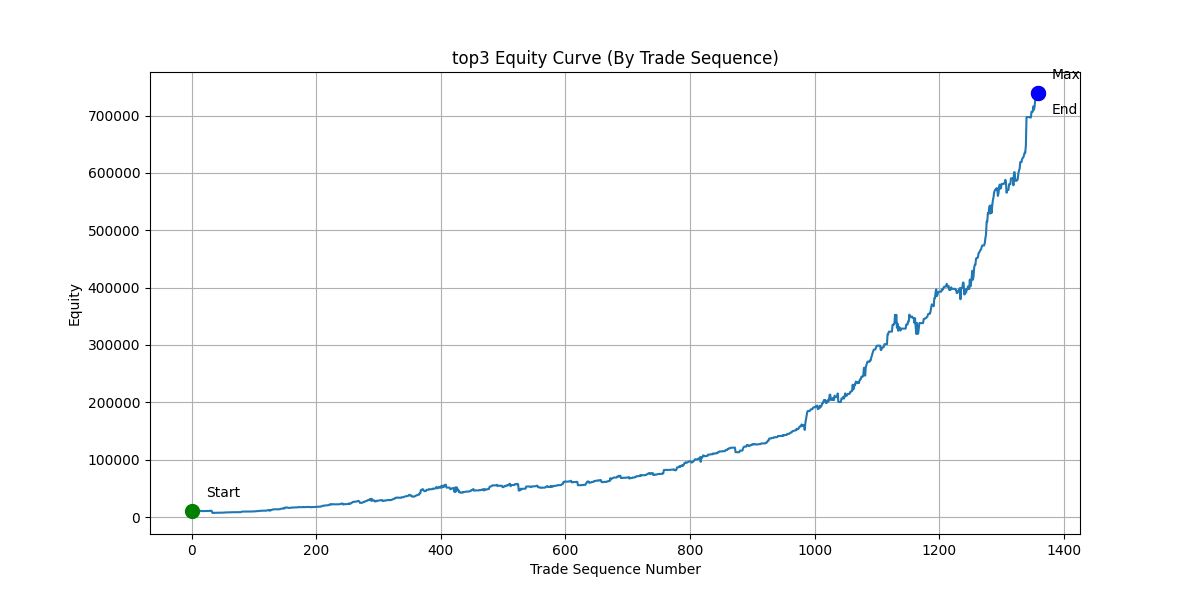 top3 Equity Curve (By Trade Sequence)
Max
End
700000
600000
500000
400000
300000
200000
100000
0
Equity
Start
0 200 400 600 800 1000 1200 1400
Trade Sequence Number